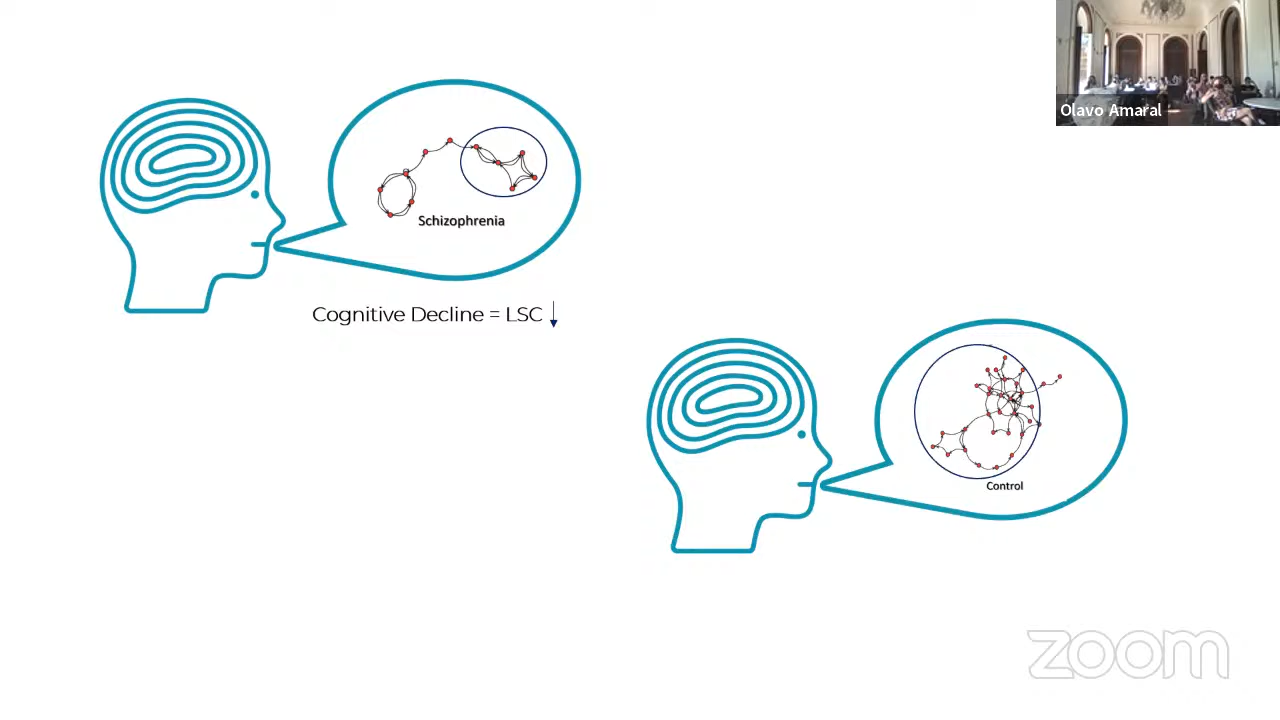 Olavo Amaral
Schizophrenia
Cognitive Decline = LSC ↓
Control
zoom